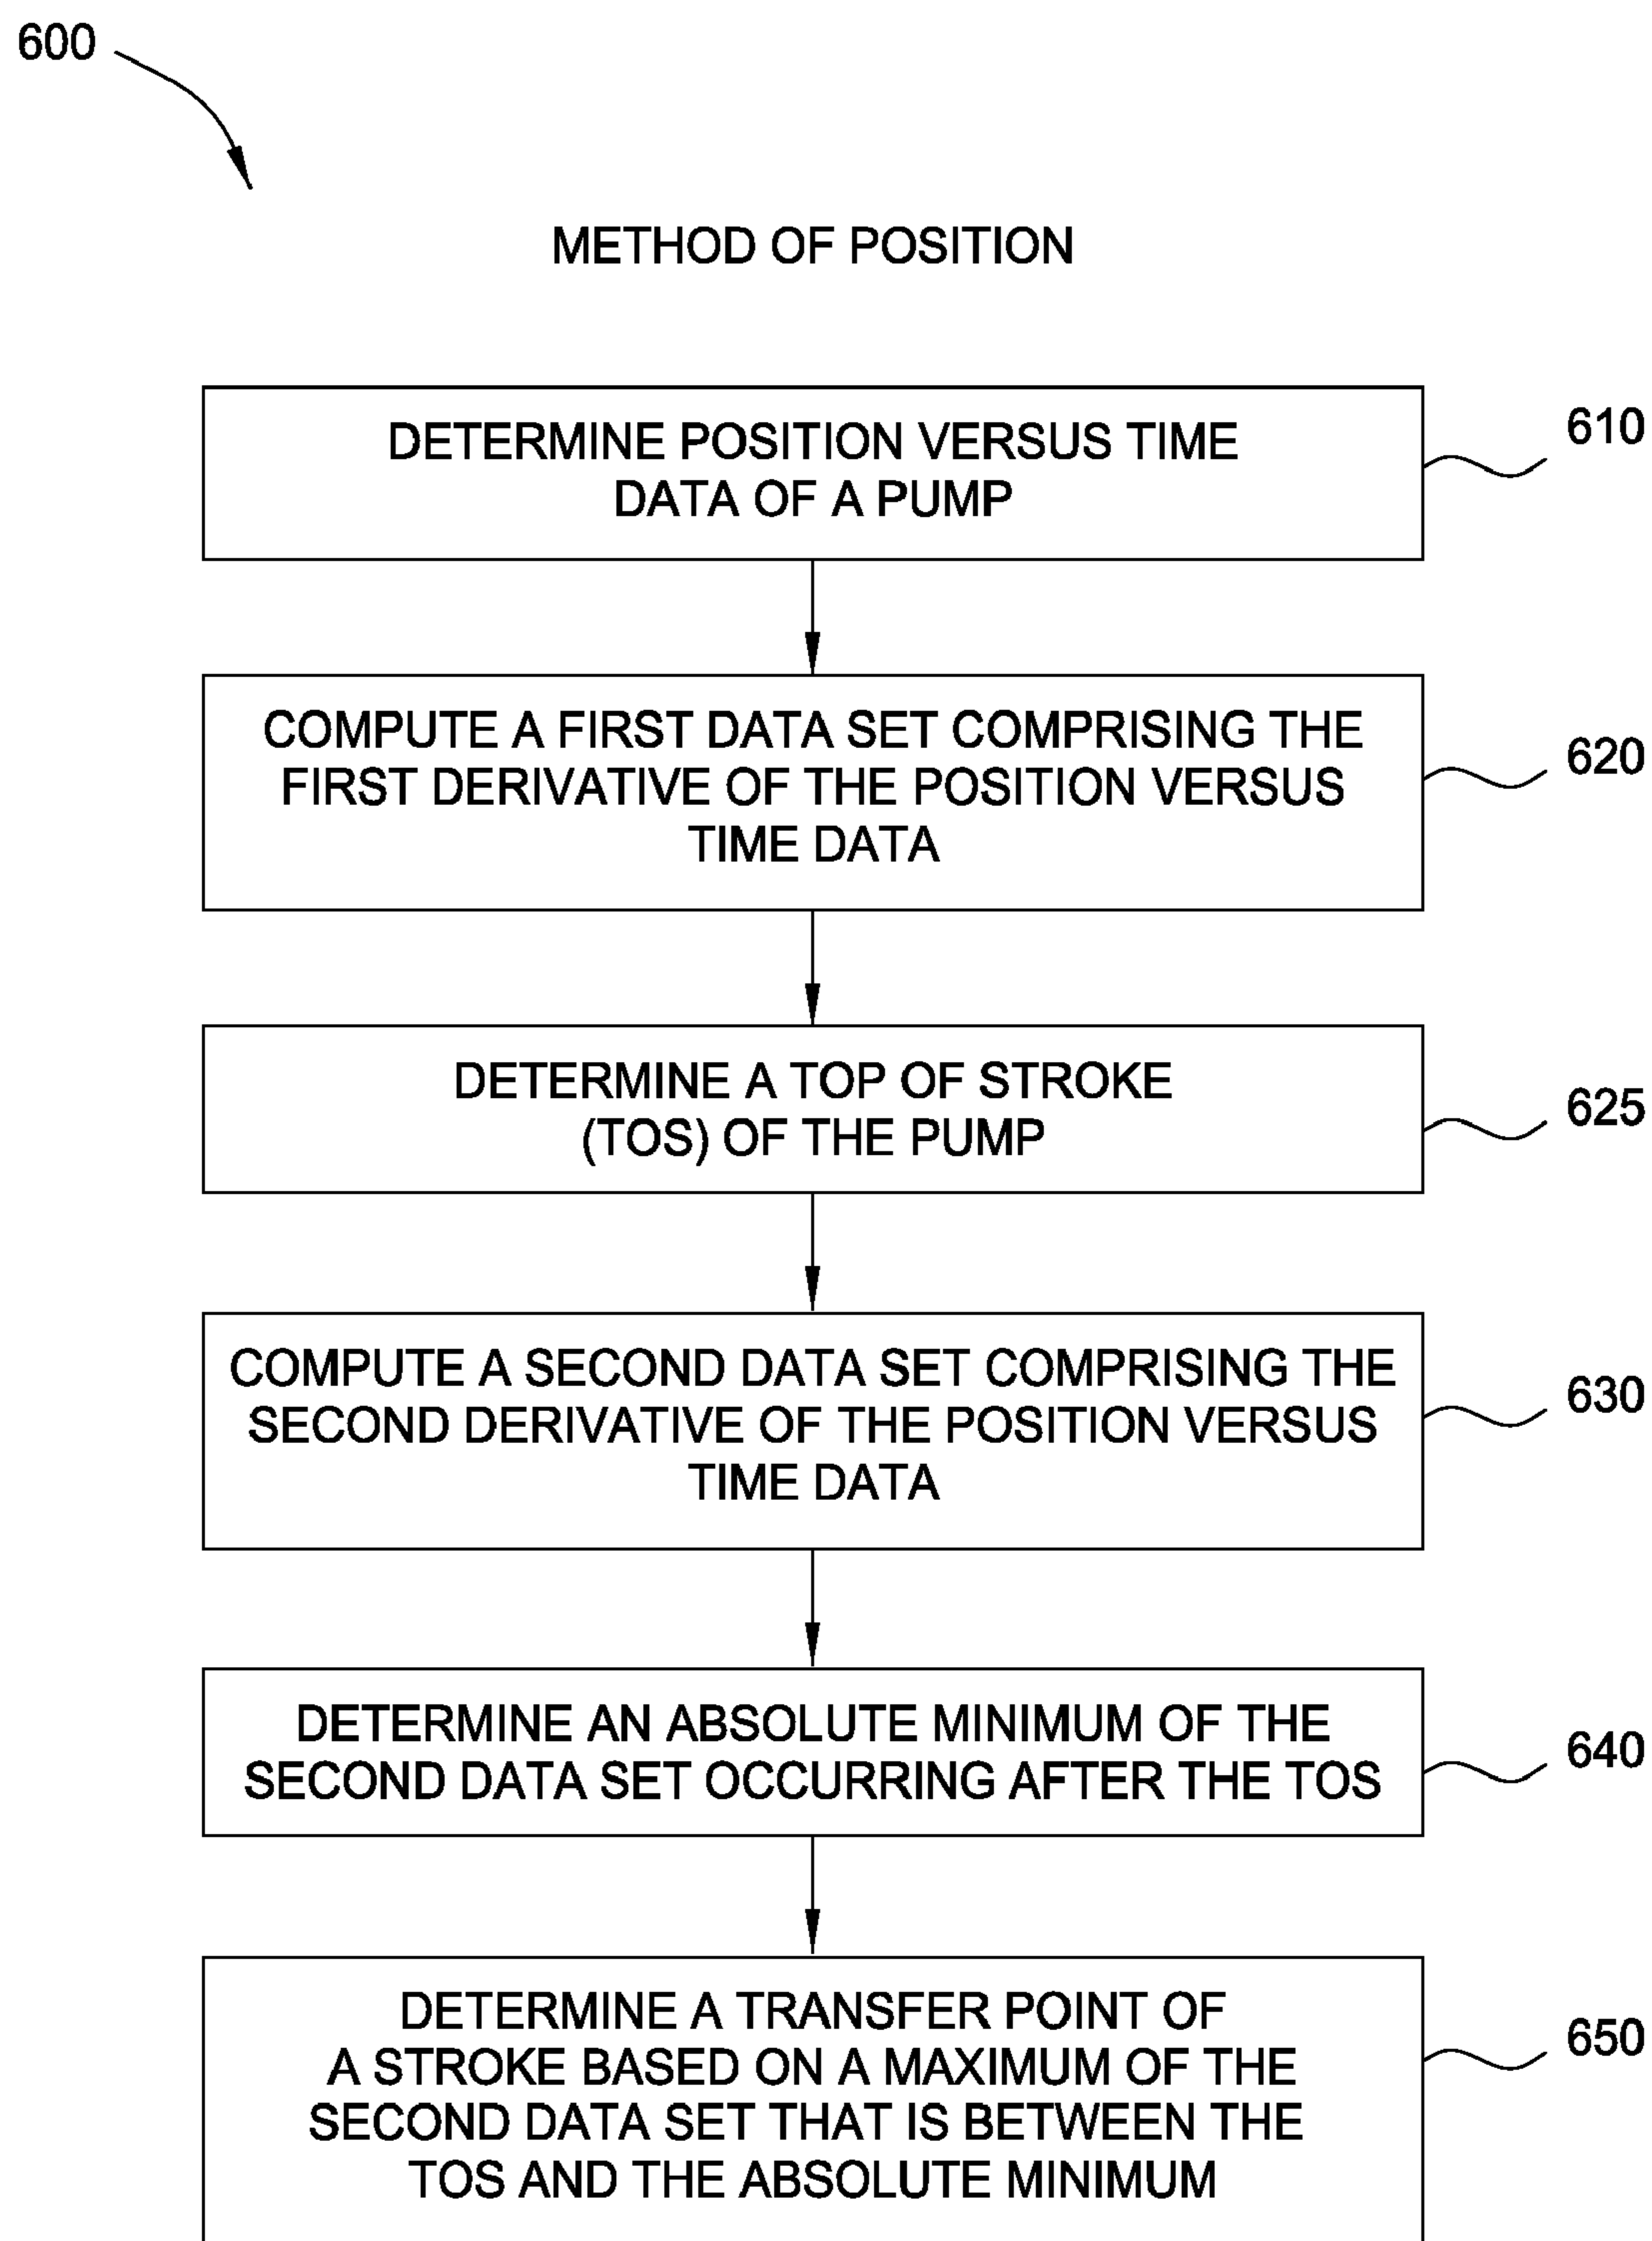 600
METHOD OF POSITION
DETERMINE POSITION VERSUS TIME
DATA OF A PUMP
610
COMPUTE A FIRST DATA SET COMPRISING THE
FIRST DERIVATIVE OF THE POSITION VERSUS
TIME DATA
620
DETERMINE A TOP OF STROKE
(TOS) OF THE PUMP
625
COMPUTE A SECOND DATA SET COMPRISING THE
SECOND DERIVATIVE OF THE POSITION VERSUS
TIME DATA
630
DETERMINE AN ABSOLUTE MINIMUM OF THE
SECOND DATA SET OCCURRING AFTER THE TOS
640
DETERMINE A TRANSFER POINT OF
A STROKE BASED ON A MAXIMUM OF THE
SECOND DATA SET THAT IS BETWEEN THE
TOS AND THE ABSOLUTE MINIMUM
650